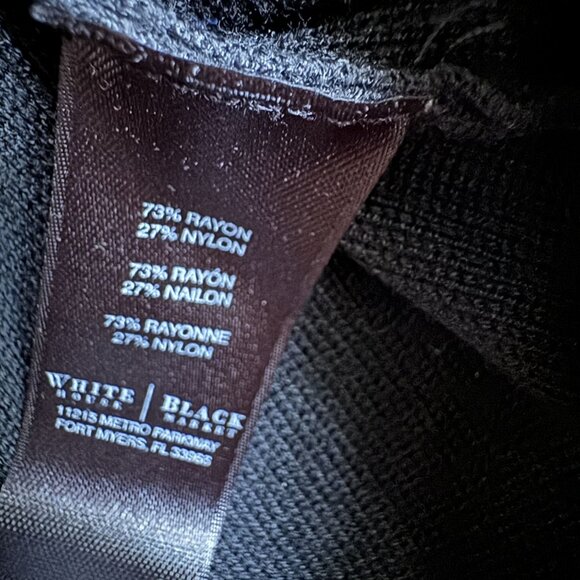 73% RAYON
27% NYLON
73% RAYÓN
27% NAILON
73% RAYONNE
27% NYLON
WHITE | BLACK
HOUSE | MARKET
11215 METRO PARKWAY
FORT MYERS, FL 33966